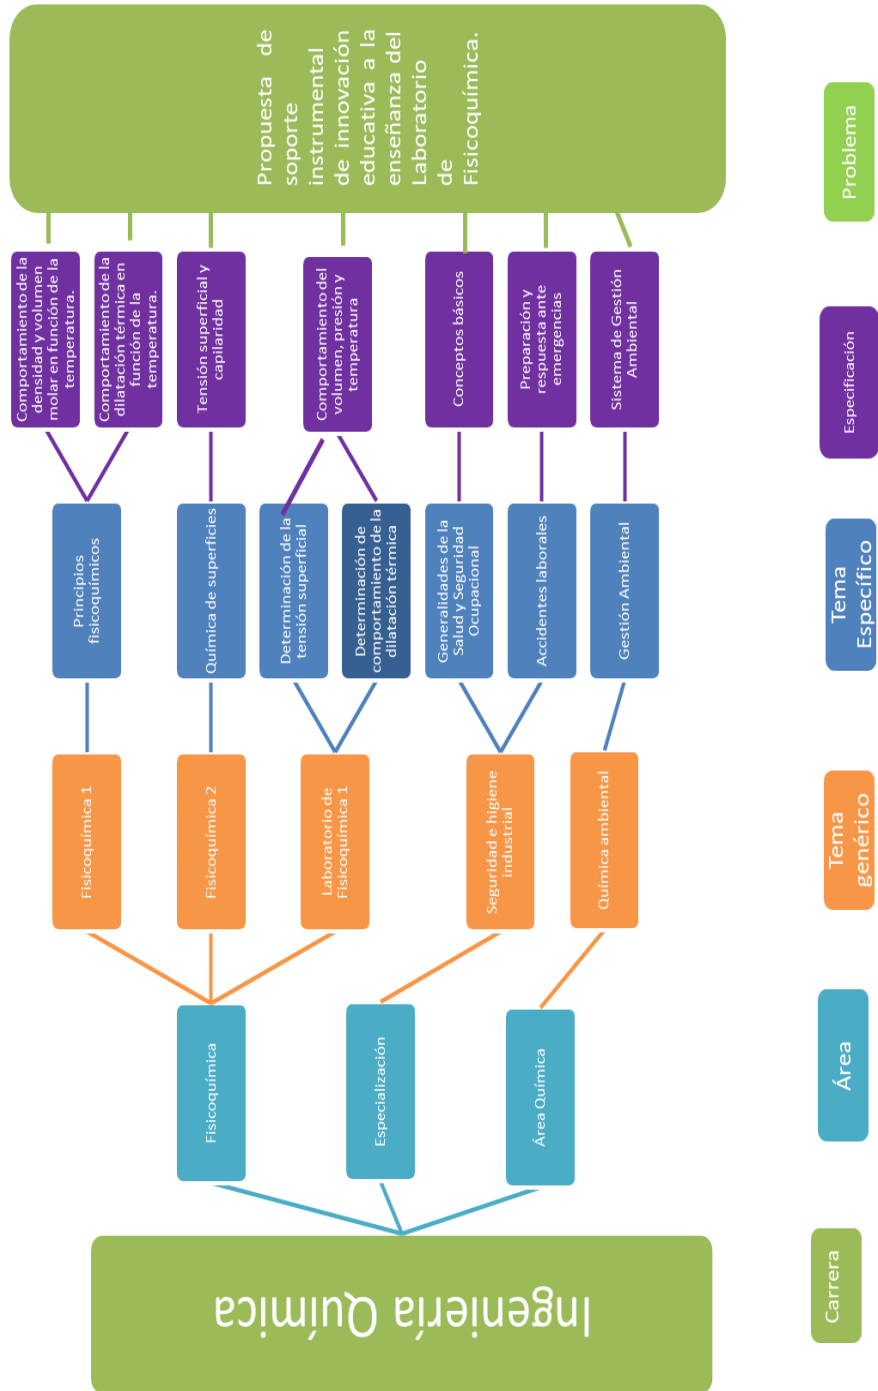 Ingeniería Química
Fisicoquímica
Especialización
Área Química
Fisicoquímica 1
Fisicoquímica 2
Laboratorio de
Fisicoquímica 1
Seguridad e higiene
industrial
Química ambiental
Principios
fisicoquímicos
Química de superficies
Determinación de la
tensión superficial
Determinación de
comportamiento de la
dilatación térmica
Generalidades de la
Salud y Seguridad
Ocupacional
Accidentes laborales
Gestión Ambiental
Comportamiento de la
densidad y volumen
molar en función de la
temperatura.
Comportamiento de la
dilatación térmica en
función de la
temperatura.
Tensión superficial y
capilaridad
Comportamiento del
volumen, presión y
temperatura
Conceptos básicos
Preparación y
respuesta ante
emergencias
Sistema de Gestión
Ambiental
Propuesta de
soporte
instrumental
de innovación
educativa a la
enseñanza del
Laboratorio
de
Fisicoquímica.
Carrera
Área
Tema
genérico
Tema
Específico
Especificación
Problema